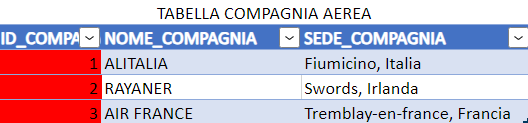 TABELLA COMPAGNIA AEREA
ID_COMPA NOME_COMPAGNIA SEDE_COMPAGNIA
1 ALITALIA Fiumicino, Italia
2 RAYANER Swords, Irlanda
3 AIR FRANCE Tremblay-en-france, Francia